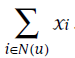 ∑ xᵢ.
i∈N(u)